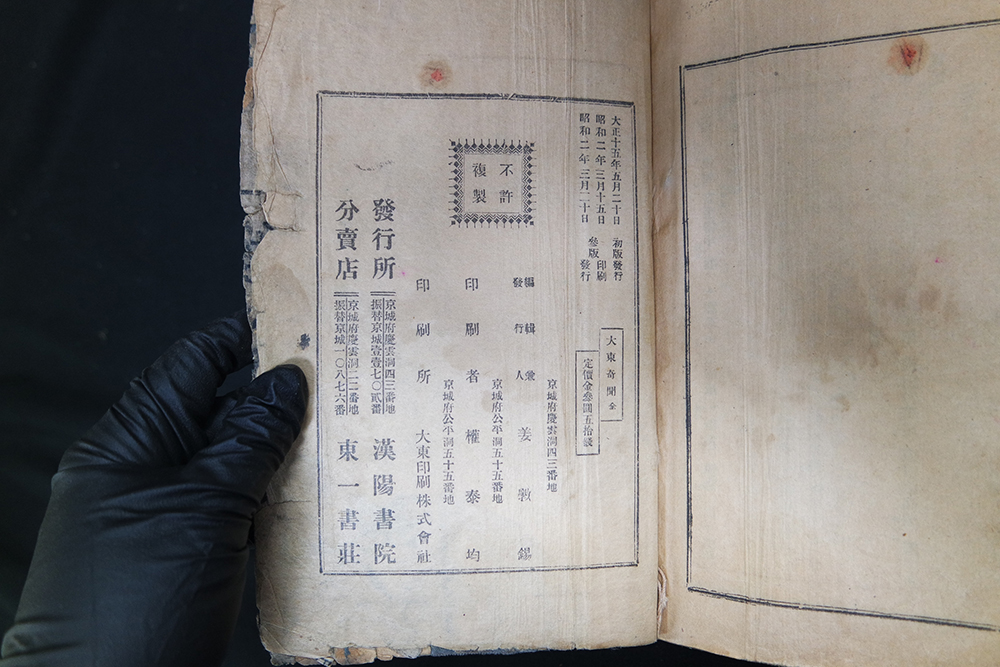 大正十五年五月二十日 初版發行
昭和二年三月十五日 印刷
昭和二年三月二十日 參版發行
大東奇聞 全
定價金參圓五拾錢
不許
複製
京城府慶雲洞四三番地
編輯兼
發行人 姜斅錫
京城府公平洞五十五番地
印刷者 權泰均
京城府公平洞五十五番地
印刷所 大東印刷株式會社
發行所 京城府慶雲洞四三番地
振替京城壹壹七〇貳番 漢陽書院
分賣店 京城府慶雲洞二二番地
振替京城一〇八七六番 東一書莊